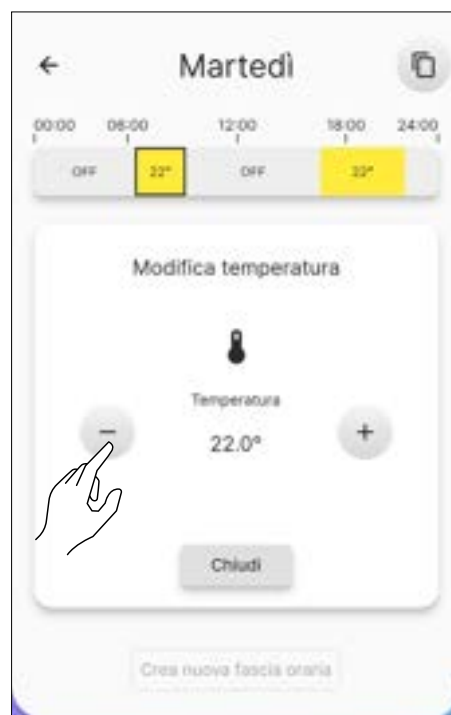 Martedì
00:00 06:00 12:00 18:00 24:00
OFF 22° OFF 22°
Modifica temperatura
Temperatura
22.0°
Chiudi
Crea nuova fascia oraria